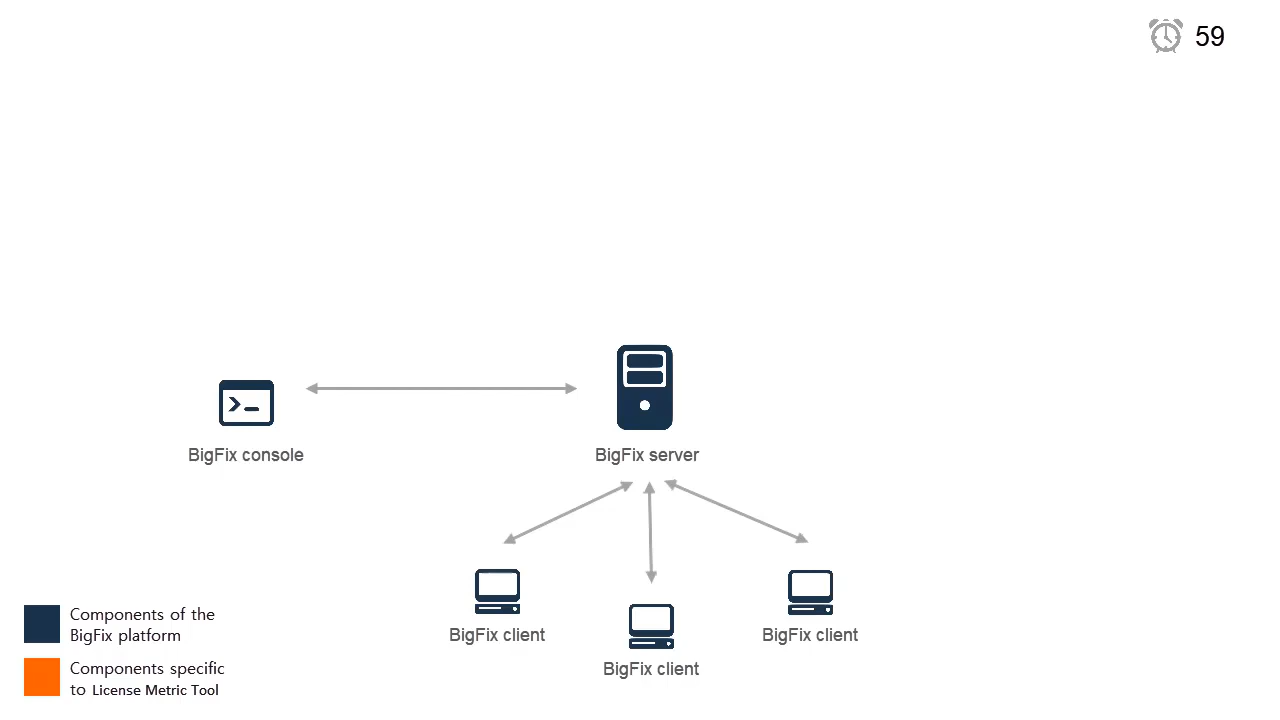 59
BigFix console
BigFix server
BigFix client
BigFix client
BigFix client
Components of the
BigFix platform
Components specific
to License Metric Tool